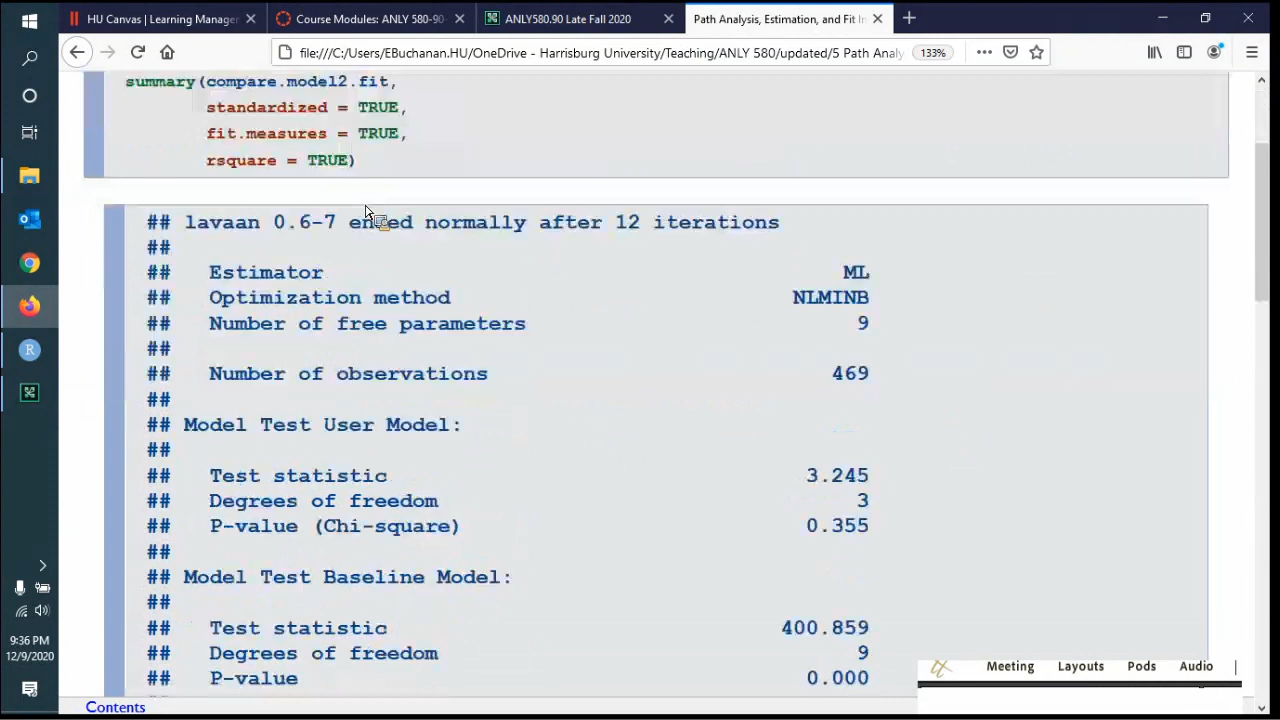 HU Canvas | Learning Manage
Course Modules: ANLY 580-90-
ANLY580.90 Late Fall 2020
Path Analysis, Estimation, and Fit In
file:///C:/Users/EBuchanan.HU/OneDrive - Harrisburg University/Teaching/ANLY 580/updated/5 Path Analy
133%
summary(compare.model2.fit,
standardized = TRUE,
fit.measures = TRUE,
rsquare = TRUE)
## lavaan 0.6-7 ended normally after 12 iterations
##
## Estimator ML
## Optimization method NLMINB
## Number of free parameters 9
##
## Number of observations 469
##
## Model Test User Model:
##
## Test statistic 3.245
## Degrees of freedom 3
## P-value (Chi-square) 0.355
##
## Model Test Baseline Model:
##
## Test statistic 400.859
## Degrees of freedom 9
## P-value 0.000
Contents
Meeting Layouts Pods Audio
9:36 PM
12/9/2020